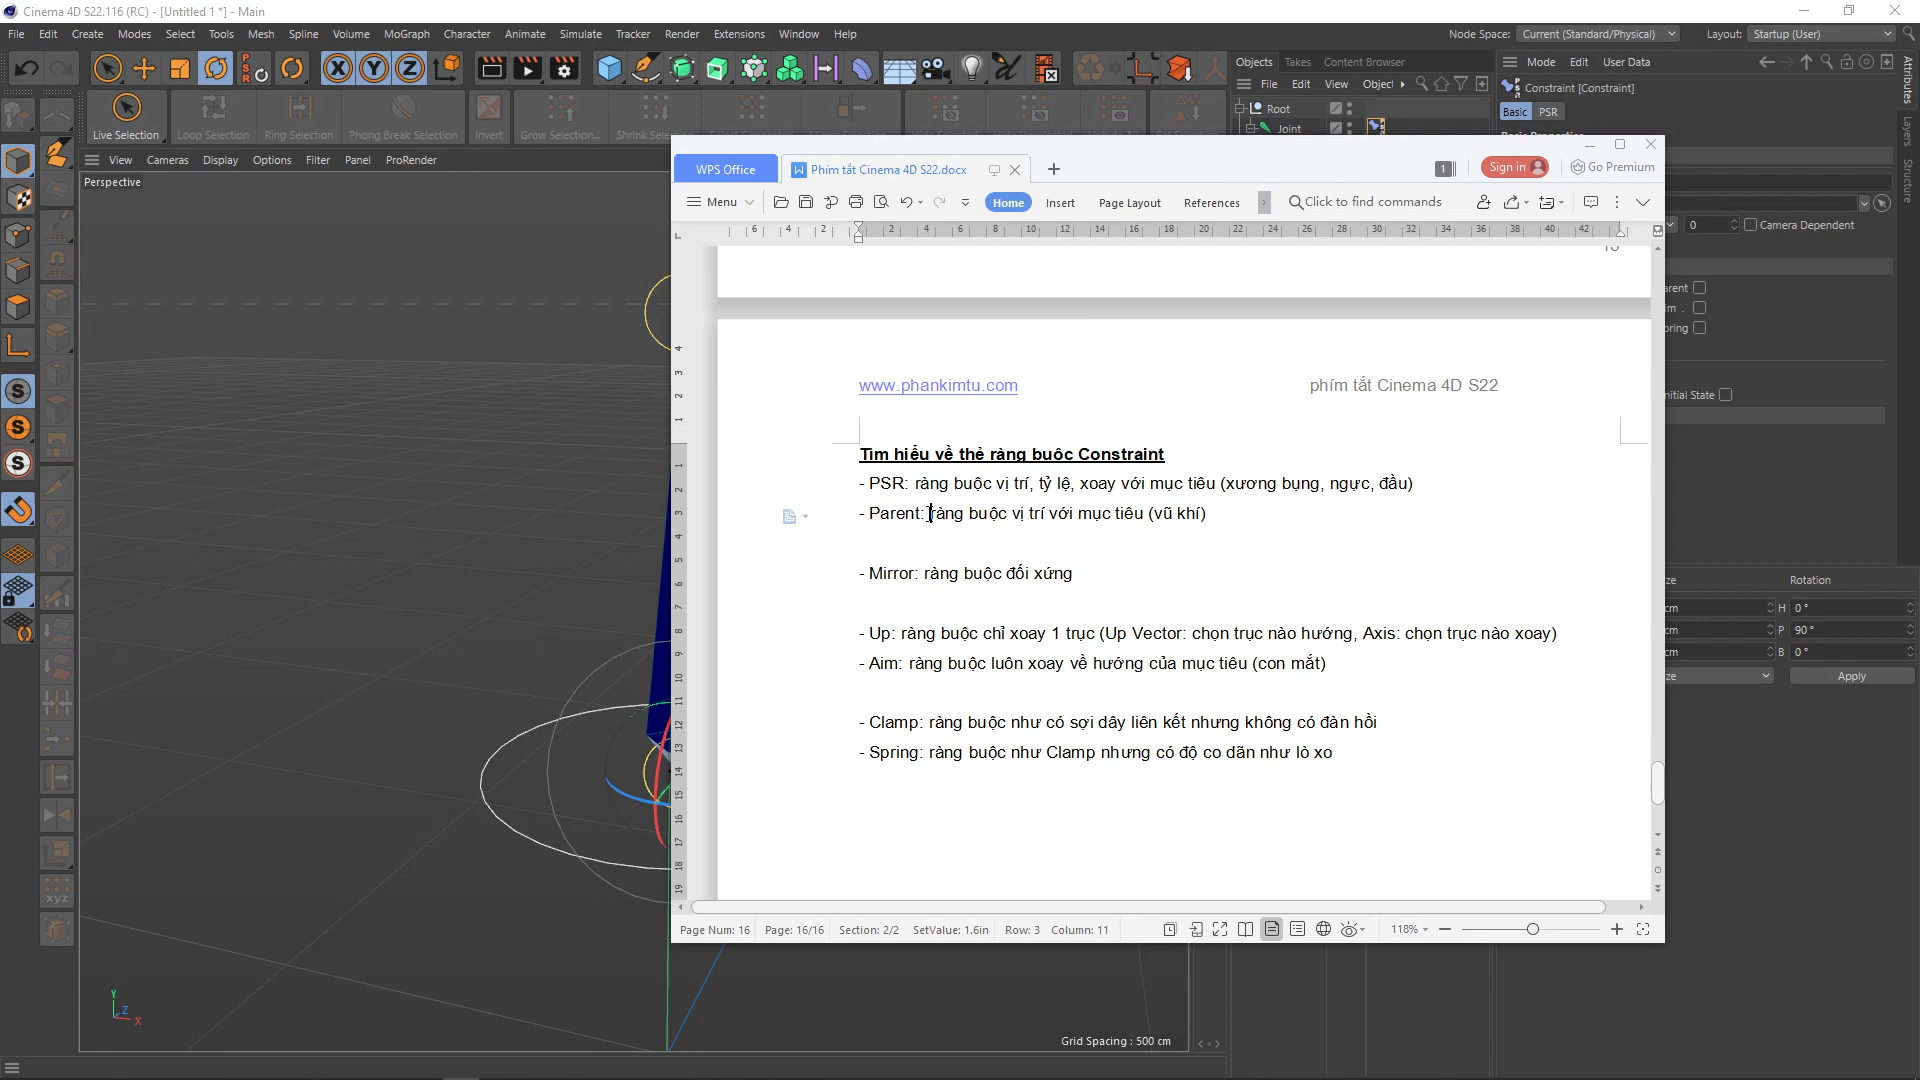 Cinema 4D S22.116 (RC) - [Untitled 1 *] - Main
File Edit Create Modes Select Tools Mesh Spline Volume MoGraph Character Animate Simulate Tracker Render Extensions Window Help
Node Space: Current (Standard/Physical) Layout: Startup (User)
Objects Takes Content Browser
Mode Edit User Data
File Edit View Object
Constraint [Constraint]
Root
Basic PSR
Joint
Live Selection Loop Selection Ring Selection Phong Break Selection Invert Grow Selection...
View Cameras Display Options Filter Panel ProRender
Perspective
Attributes
Layers
Structure
WPS Office Phím tắt Cinema 4D S22.docx
1 Sign in Go Premium
Menu Home Insert Page Layout References Click to find commands
0 Camera Dependent
www.phankimtu.com phím tắt Cinema 4D S22
Tìm hiểu về thẻ ràng buộc Constraint
- PSR: ràng buộc vị trí, tỷ lệ, xoay với mục tiêu (xương bụng, ngực, đầu)
- Parent: ràng buộc vị trí với mục tiêu (vũ khí)
- Mirror: ràng buộc đối xứng
- Up: ràng buộc chỉ xoay 1 trục (Up Vector: chọn trục nào hướng, Axis: chọn trục nào xoay)
- Aim: ràng buộc luôn xoay về hướng của mục tiêu (con mắt)
- Clamp: ràng buộc như có sợi dây liên kết nhưng không có đàn hồi
- Spring: ràng buộc như Clamp nhưng có độ co dãn như lò xo
Page Num: 16 Page: 16/16 Section: 2/2 SetValue: 1.6in Row: 3 Column: 11 118%
Rotation
cm H 0°
cm P 90°
cm B 0°
Apply
Grid Spacing : 500 cm
Y
Z
X